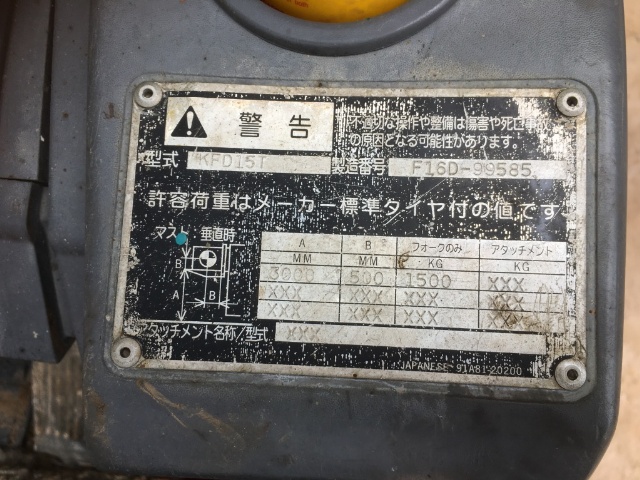 警告
不適切な操作や整備は傷害や死亡事故
の原因となる可能性があります。
型式 KFD15T 製造番号 F16D-99585
許容荷重はメーカー標準タイヤ付の値です
マスト垂直時
A B フォークのみ アタッチメント
MM MM KG KG
3000 500 1500 XXX
XXX XXX XXX XXX
XXX XXX XXX XXX
B
A
B
アタッチメント名称/型式 XXX
JAPANESE 91A81-20200